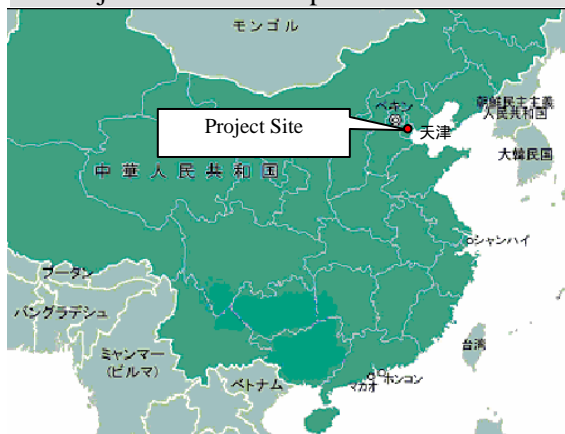 モンゴル
ペキン
朝鮮民主主義
人民共和国
Project Site
天津
大韓民国
中華人民共和国
シャンハイ
ブータン
バングラデシュ
ミャンマー
(ビルマ)
台湾
ベトナム
ホンコン
マカオ